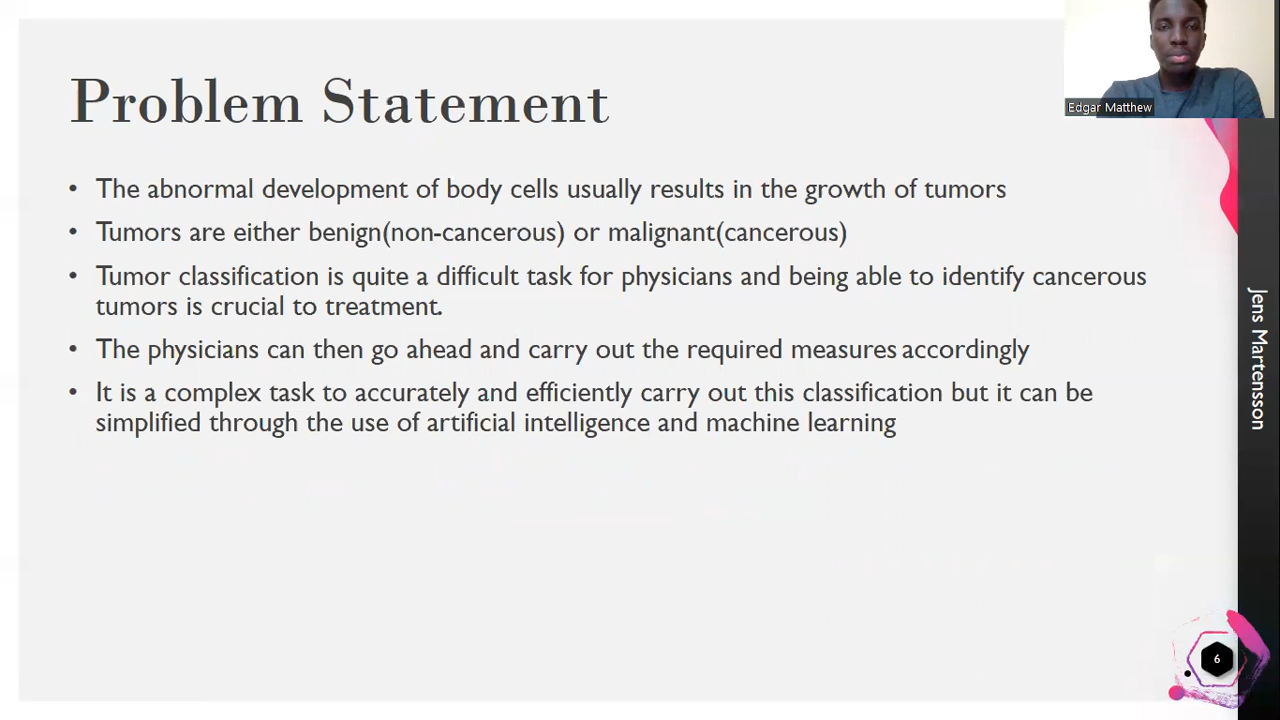 Problem Statement
Edgar Matthew
• The abnormal development of body cells usually results in the growth of tumors
• Tumors are either benign(non-cancerous) or malignant(cancerous)
• Tumor classification is quite a difficult task for physicians and being able to identify cancerous
tumors is crucial to treatment.
• The physicians can then go ahead and carry out the required measures accordingly
• It is a complex task to accurately and efficiently carry out this classification but it can be
simplified through the use of artificial intelligence and machine learning
Jens Martensson
6